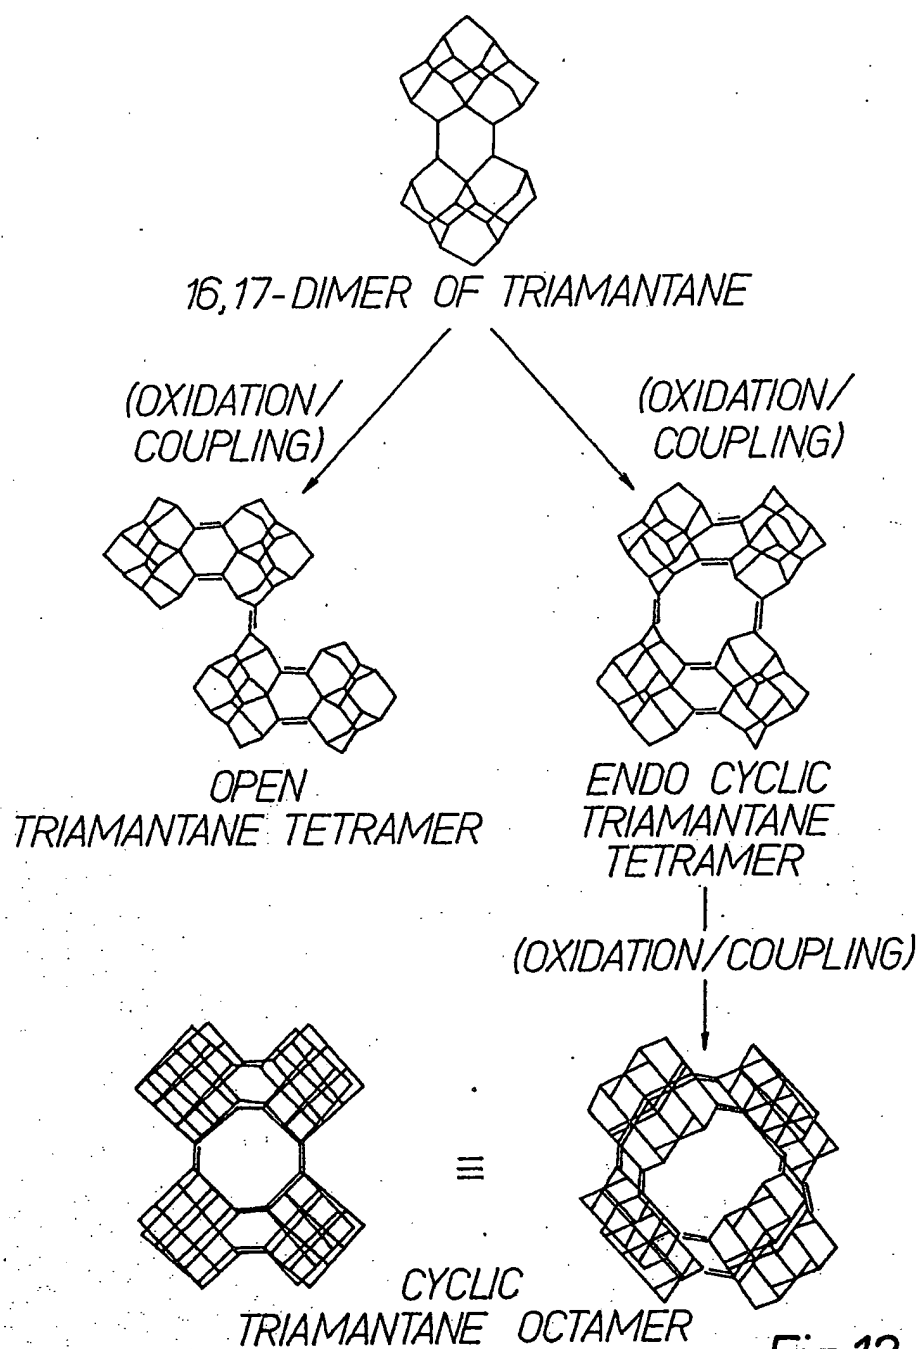 16,17-DIMER OF TRIAMANTANE
(OXIDATION/
COUPLING)
(OXIDATION/
COUPLING)
OPEN
TRIAMANTANE TETRAMER
ENDO CYCLIC
TRIAMANTANE
TETRAMER
(OXIDATION/COUPLING)
≡
CYCLIC
TRIAMANTANE OCTAMER